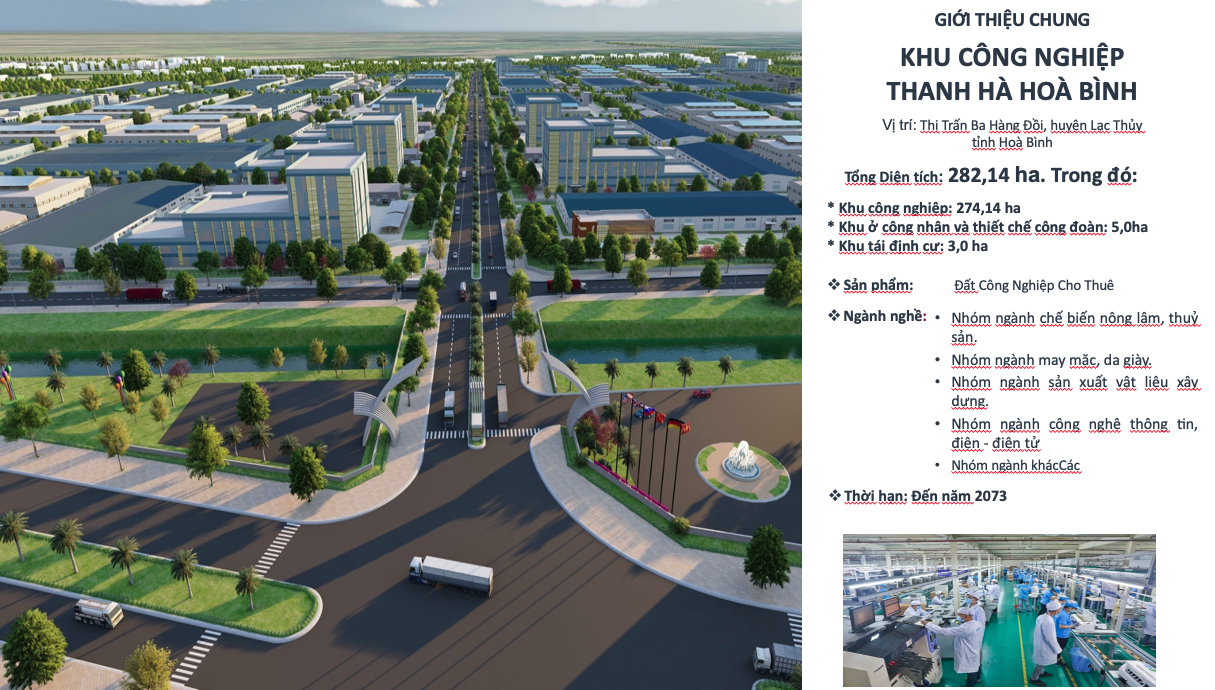 GIỚI THIỆU CHUNG
KHU CÔNG NGHIỆP
THANH HÀ HOÀ BÌNH
Vị trí: Thị Trấn Ba Hàng Đồi, huyện Lạc Thủy
tỉnh Hoà Bình
Tổng Diện tích: 282,14 ha. Trong đó:
* Khu công nghiệp: 274,14 ha
* Khu ở công nhân và thiết chế công đoàn: 5,0ha
* Khu tái định cư: 3,0 ha
❖ Sản phẩm: Đất Công Nghiệp Cho Thuê
❖ Ngành nghề: • Nhóm ngành chế biến nông lâm, thuỷ
sản.
• Nhóm ngành may mặc, da giày.
• Nhóm ngành sản xuất vật liệu xây
dựng.
• Nhóm ngành công nghệ thông tin,
điện - điện tử
• Nhóm ngành khácCác
❖ Thời hạn: Đến năm 2073